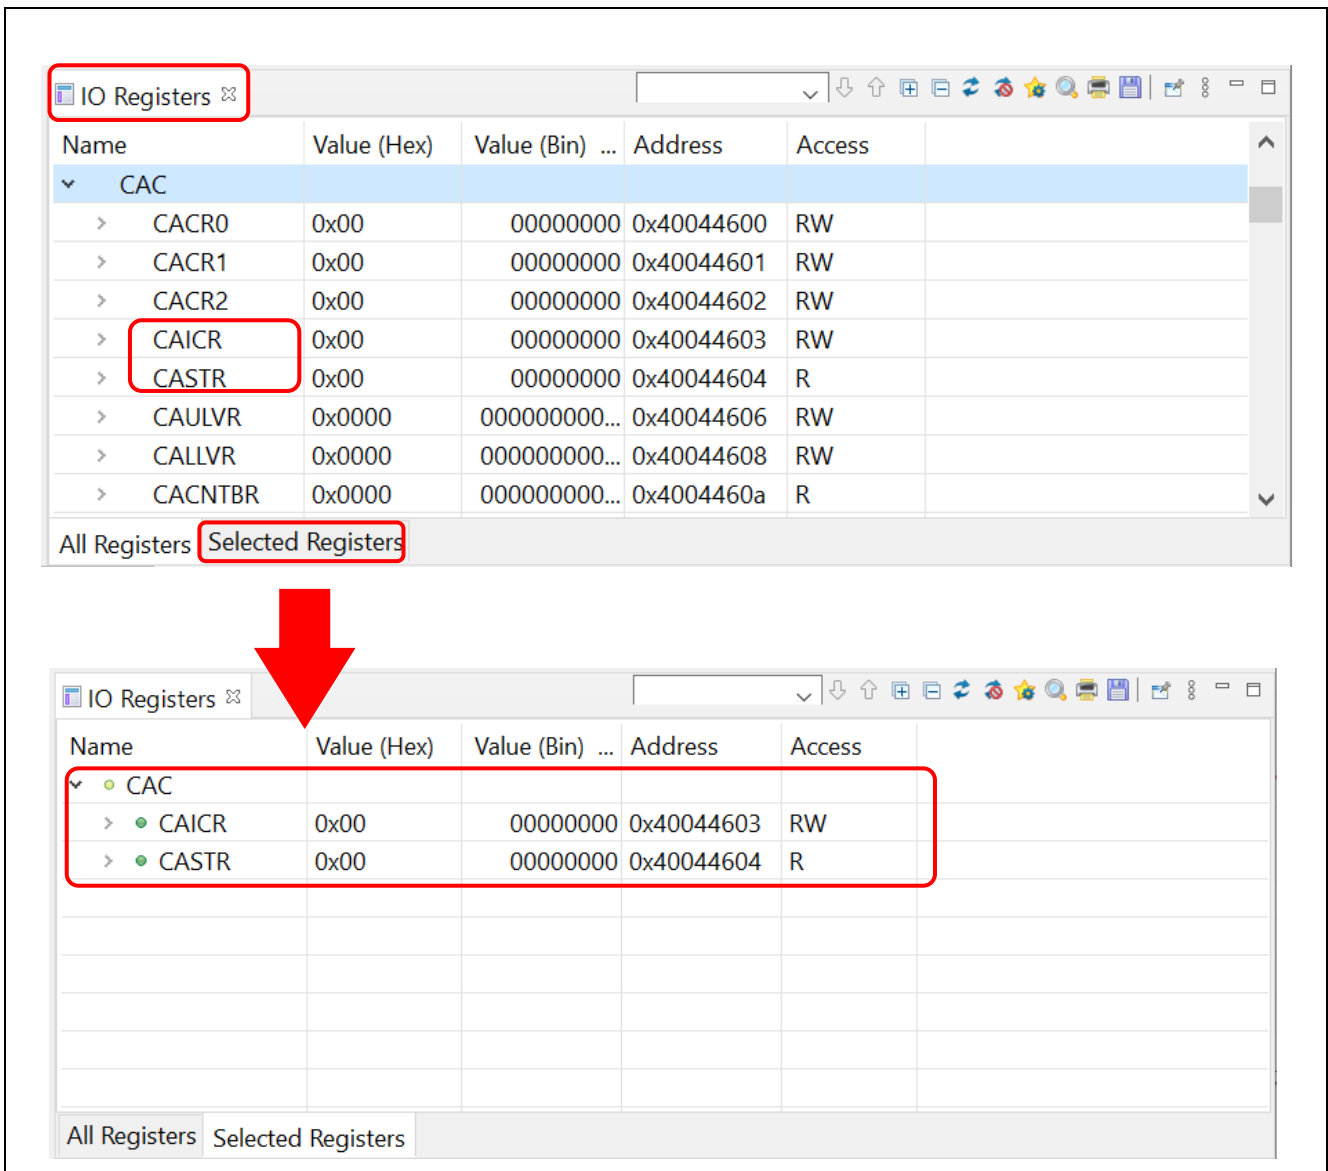 IO Registers
Name Value (Hex) Value (Bin) ... Address Access
CAC
CACR0 0x00 00000000 0x40044600 RW
CACR1 0x00 00000000 0x40044601 RW
CACR2 0x00 00000000 0x40044602 RW
CAICR 0x00 00000000 0x40044603 RW
CASTR 0x00 00000000 0x40044604 R
CAULVR 0x0000 000000000... 0x40044606 RW
CALLVR 0x0000 000000000... 0x40044608 RW
CACNTBR 0x0000 000000000... 0x4004460a R
All Registers Selected Registers
IO Registers
Name Value (Hex) Value (Bin) ... Address Access
CAC
CAICR 0x00 00000000 0x40044603 RW
CASTR 0x00 00000000 0x40044604 R
All Registers Selected Registers